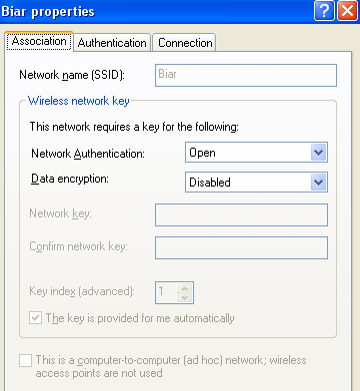 Biar properties
Association
Authentication
Connection
Network name (SSID):
Biar
Wireless network key
This network requires a key for the following:
Network Authentication:
Open
Data encryption:
Disabled
Network key:
Confirm network key:
Key index (advanced):
1
The key is provided for me automatically
This is a computer-to-computer (ad hoc) network; wireless
access points are not used